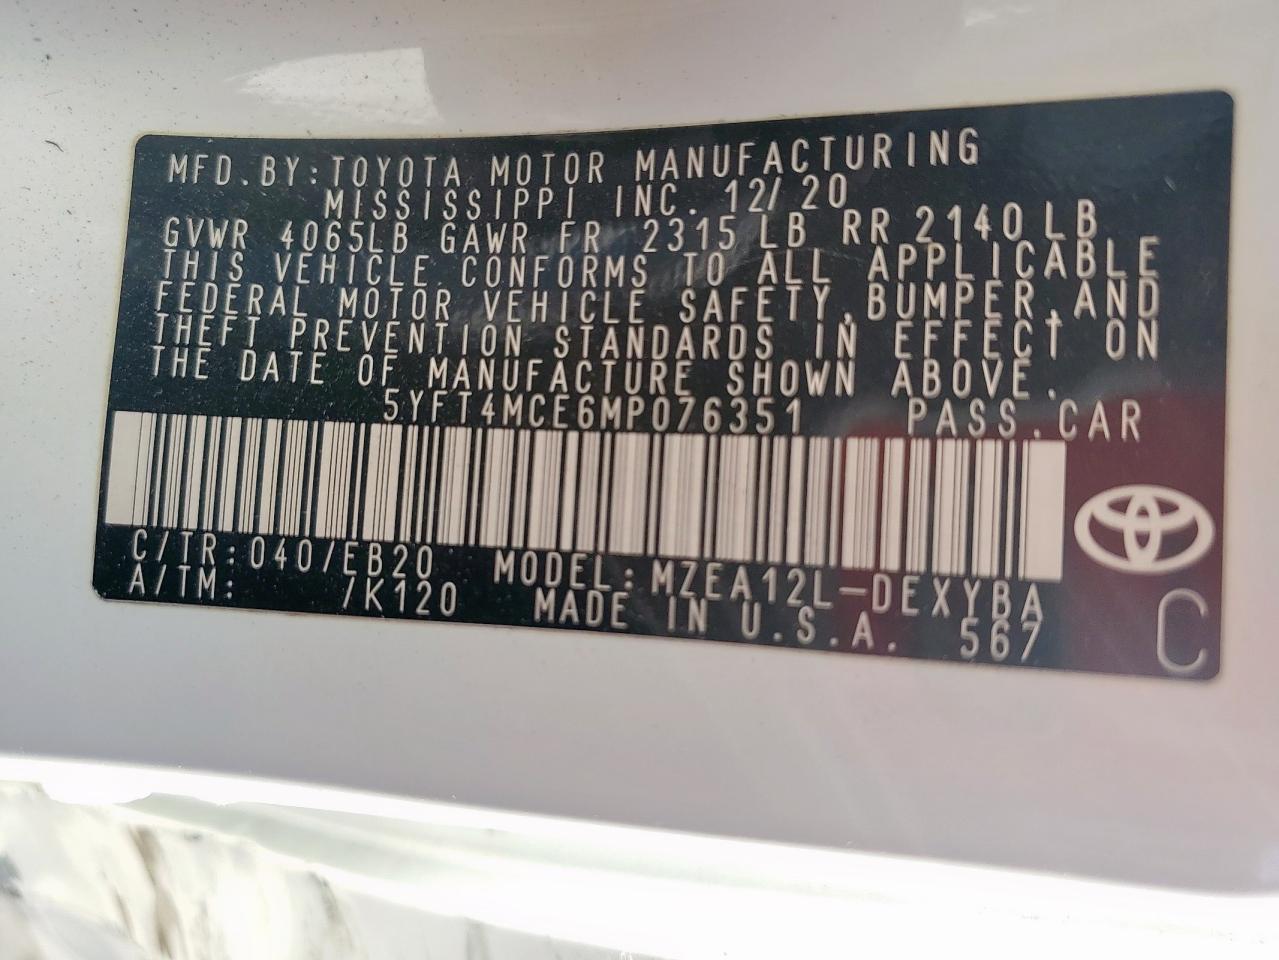 MFD.BY:TOYOTA MOTOR MANUFACTURING
MISSISSIPPI INC. 12/20
GVWR 4065LB GAWR FR 2315LB RR 2140LB
THIS VEHICLE CONFORMS TO ALL APPLICABLE
FEDERAL MOTOR VEHICLE SAFETY,BUMPER,AND
THEFT PREVENTION STANDARDS IN EFFECT ON
THE DATE OF MANUFACTURE SHOWN ABOVE.
5YFT4MCE6MP076351 PASS.CAR
C/TR:040/EB20 MODEL:MZEA12L-DEXYBA
A/TM: /K120 MADE IN U.S.A. 567
C